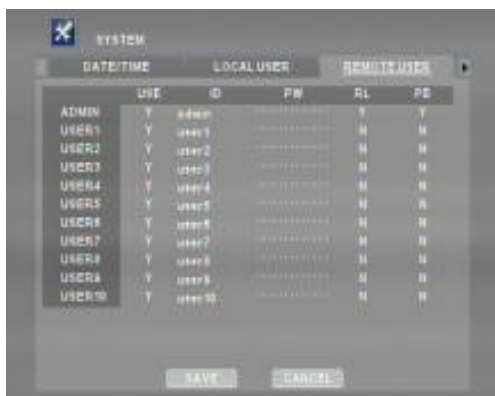 SYSTEM
DATE/TIME LOCAL USER REMOTE USER
USE ID PW RL PB
ADMIN Y admin Y Y
USER1 Y user1 N N
USER2 Y user2 N N
USER3 Y user3 N N
USER4 Y user4 N N
USER5 Y user5 N N
USER6 Y user6 N N
USER7 Y user7 N N
USER8 Y user8 N N
Y user9 N N
USER10 Y user10 N N
SAVE CANCEL